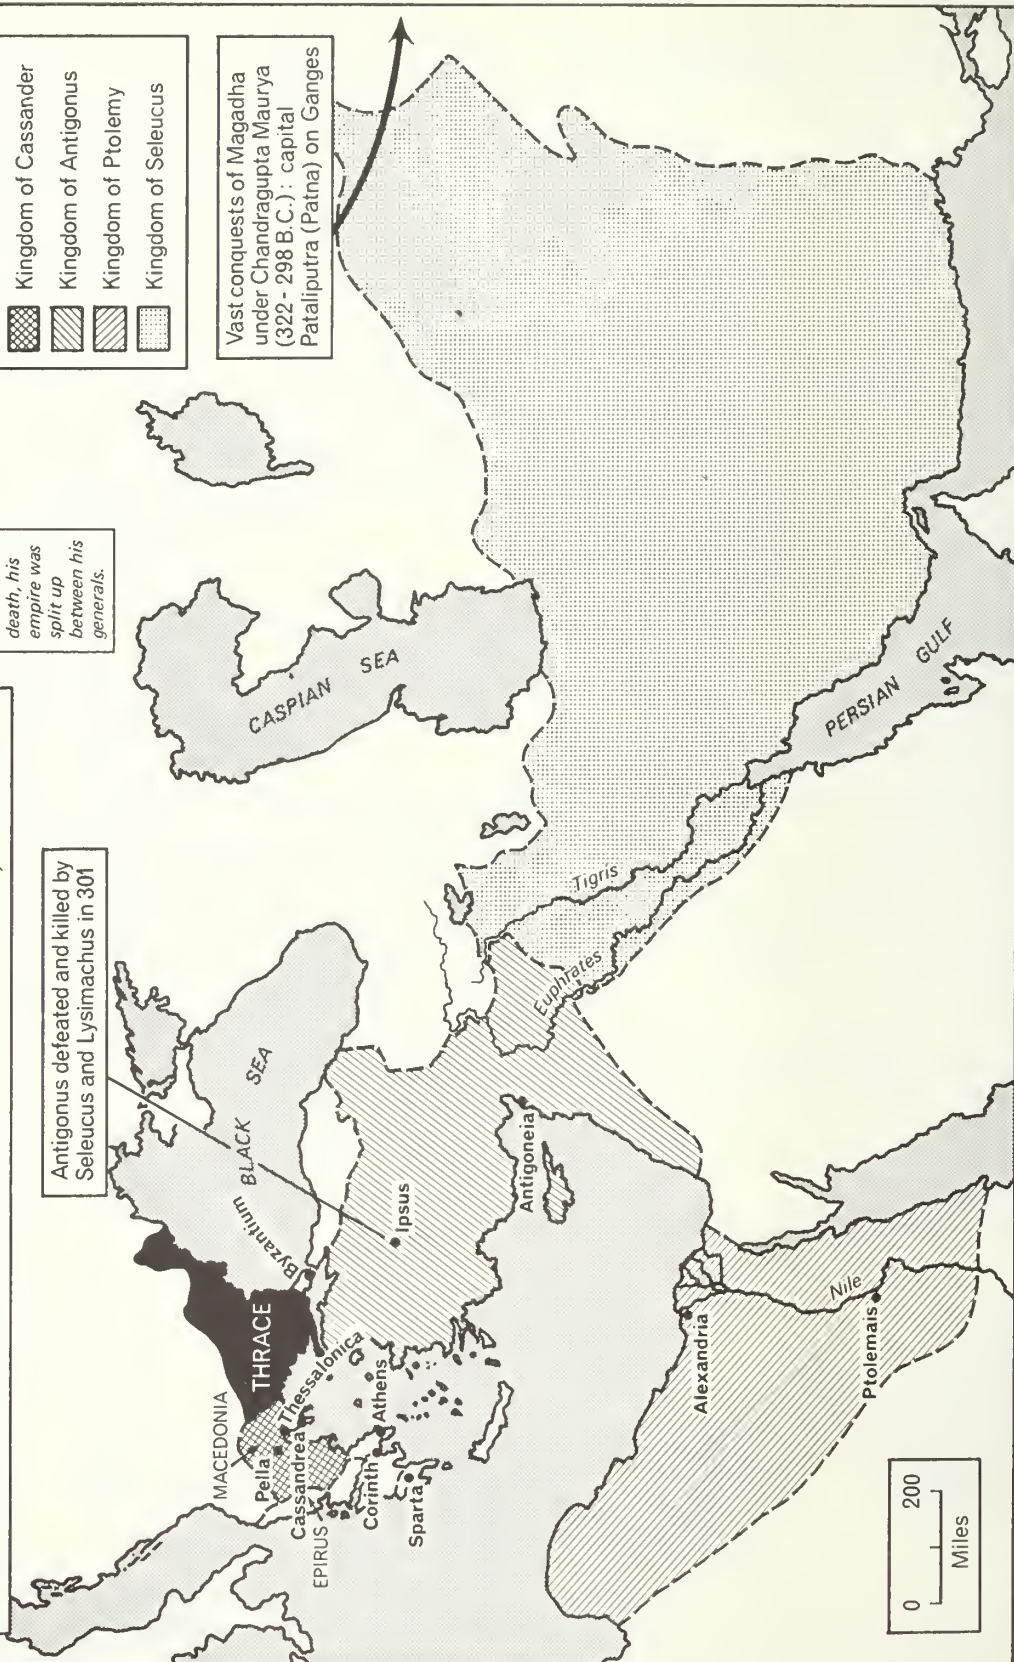 death, his
empire was
split up
between his
generals.
Kingdom of Cassander
Kingdom of Antigonus
Kingdom of Ptolemy
Kingdom of Seleucus
Antigonus defeated and killed by
Seleucus and Lysimachus in 301
Vast conquests of Magadha
under Chandragupta Maurya
(322 - 298 B.C.) : capital
Pataliputra (Patna) on Ganges
CASPIAN SEA
BLACK SEA
MACEDONIA
THRACE
Byzantium
Pella
Thessalonica
Cassandrea
EPIRUS
Ipsus
Athens
Corinth
Sparta
Antigoneia
Tigris
Euphrates
PERSIAN GULF
Alexandria
Nile
Ptolemais
0 200
Miles